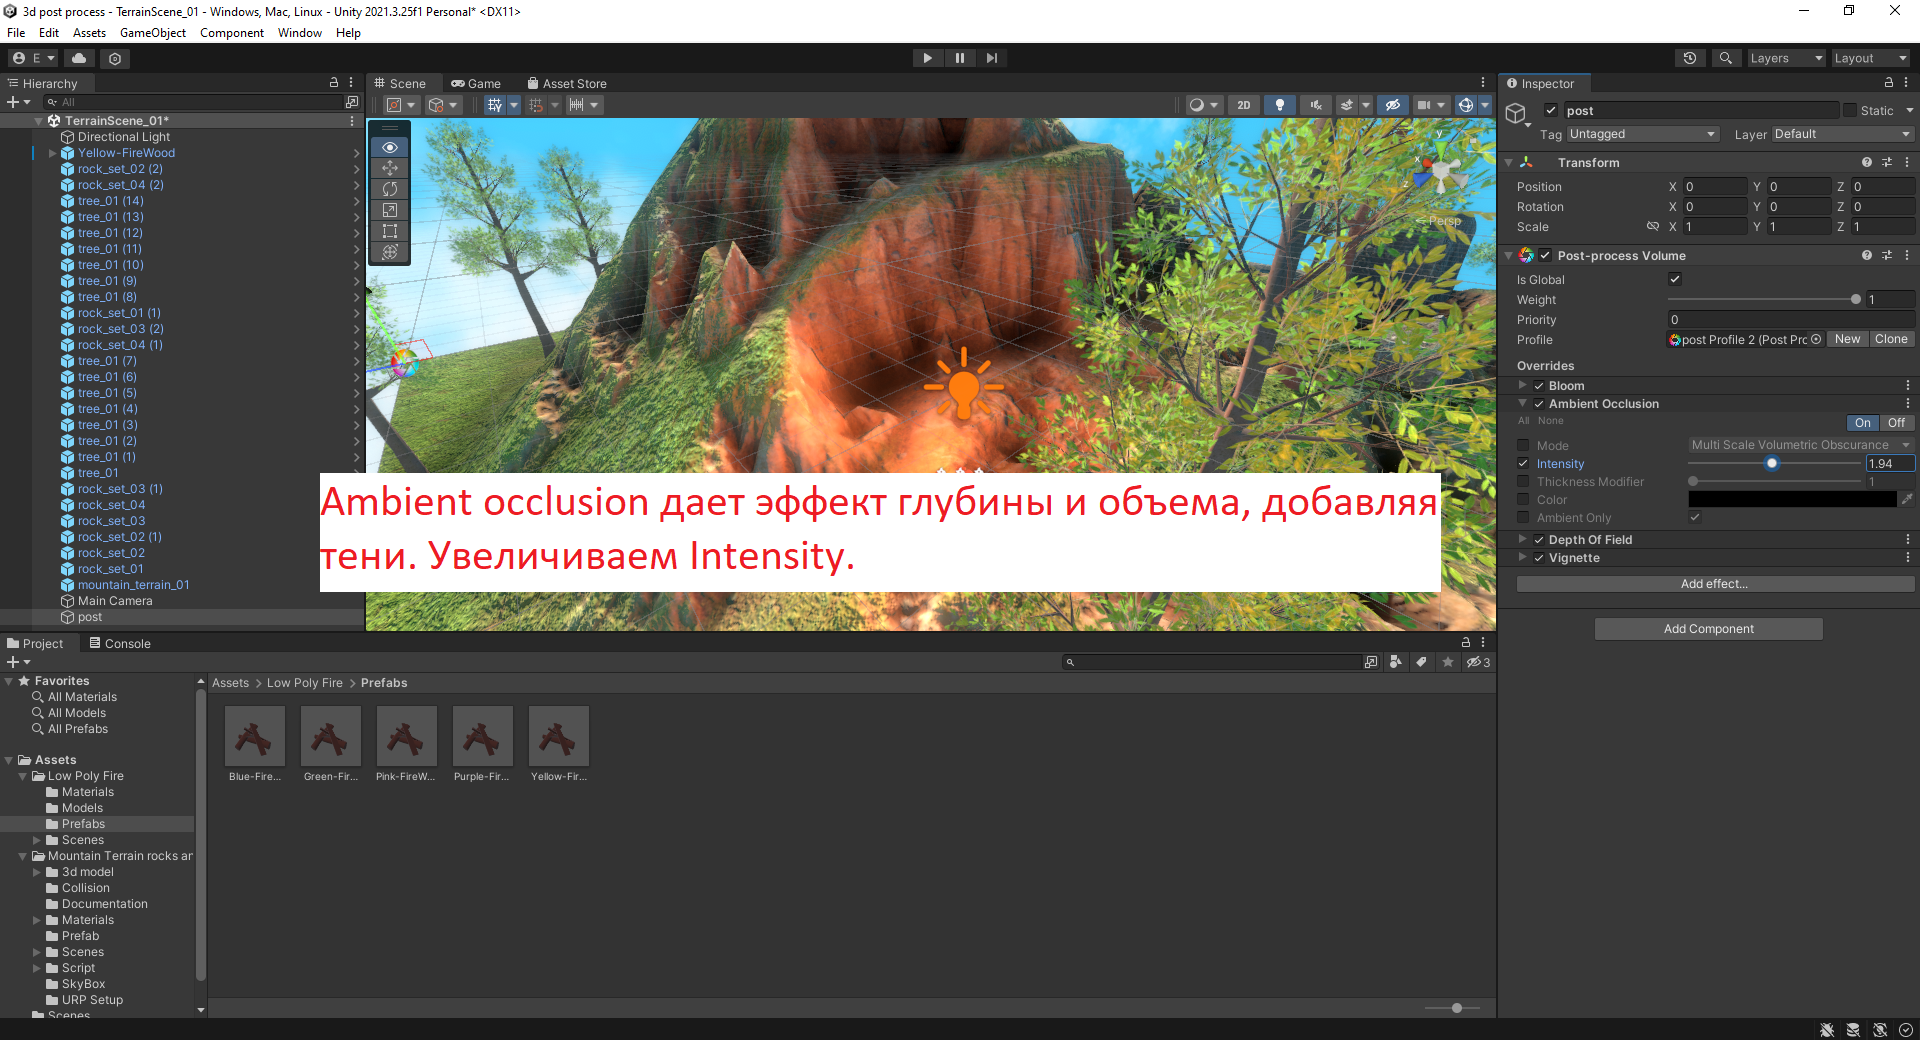 3d post process - TerrainScene_01 - Windows, Mac, Linux - Unity 2021.3.25f1 Personal* <DX11>
File Edit Assets GameObject Component Window Help
E
Layers
Layout
Hierarchy
All
TerrainScene_01*
Directional Light
Yellow-FireWood
rock_set_02 (2)
rock_set_04 (2)
tree_01 (14)
tree_01 (13)
tree_01 (12)
tree_01 (11)
tree_01 (10)
tree_01 (9)
tree_01 (8)
rock_set_01 (1)
rock_set_03 (2)
rock_set_04 (1)
tree_01 (7)
tree_01 (6)
tree_01 (5)
tree_01 (4)
tree_01 (3)
tree_01 (2)
tree_01 (1)
tree_01
rock_set_03 (1)
rock_set_04
rock_set_03
rock_set_02 (1)
rock_set_02
rock_set_01
mountain_terrain_01
Main Camera
post
Scene Game Asset Store
2D
y
x
z
Persp
Ambient occlusion дает эффект глубины и объема, добавляя
тени. Увеличиваем Intensity.
Inspector
post Static
Tag Untagged Layer Default
Transform
Position X 0 Y 0 Z 0
Rotation X 0 Y 0 Z 0
Scale X 1 Y 1 Z 1
Post-process Volume
Is Global
Weight 1
Priority 0
Profile post Profile 2 (Post Prc New Clone
Overrides
Bloom
Ambient Occlusion
All None On Off
Mode Multi Scale Volumetric Obscurance
Intensity 1.94
Thickness Modifier 1
Color
Ambient Only
Depth Of Field
Vignette
Add effect...
Add Component
Project Console
3
Favorites
All Materials
All Models
All Prefabs
Assets
Low Poly Fire
Materials
Models
Prefabs
Scenes
Mountain Terrain rocks ar
3d model
Collision
Documentation
Materials
Prefab
Scenes
Script
SkyBox
URP Setup
Scenes
Assets > Low Poly Fire > Prefabs
Blue-Fire... Green-Fir... Pink-FireW... Purple-Fir... Yellow-Fir...